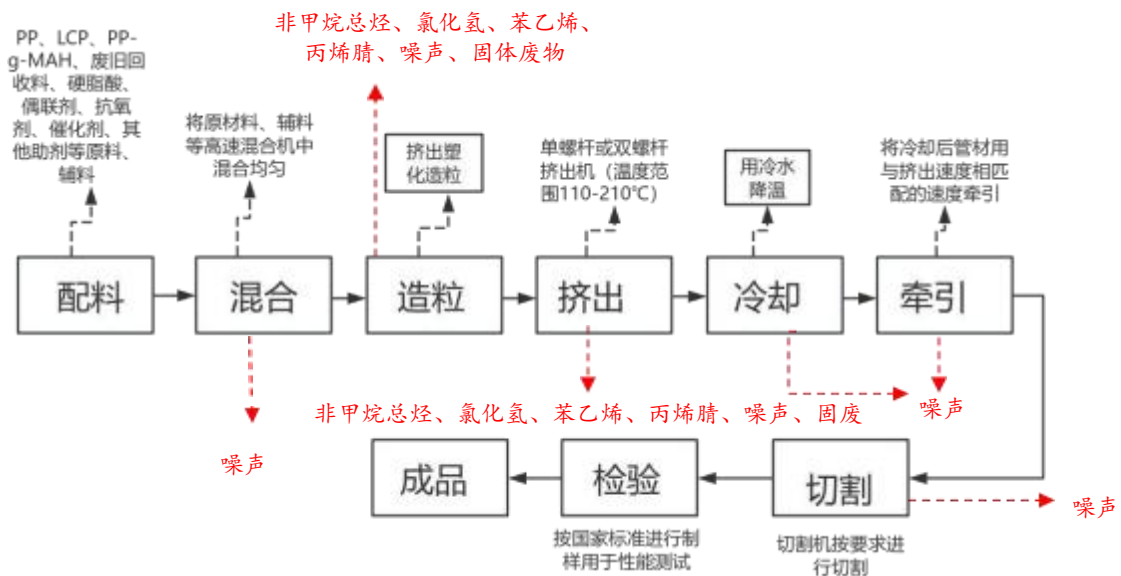 非甲烷总烃、氯化氢、苯乙烯、
丙烯腈、噪声、固体废物
PP、LCP、PP-
g-MAH、废旧回
收料、硬脂酸、
偶联剂、抗氧
剂、催化剂、其
他助剂等原料、
辅料
将原材料、辅料
等高速混合机中
混合均匀
挤出塑
化造粒
单螺杆或双螺杆
挤出机（温度范
围110-210℃）
用冷水
降温
将冷却后管材用
与挤出速度相匹
配的速度牵引
配料
混合
造粒
挤出
冷却
牵引
噪声
非甲烷总烃、氯化氢、苯乙烯、丙烯腈、噪声、固废
噪声
成品
检验
切割
噪声
按国家标准进行制
样用于性能测试
切割机按要求进
行切割